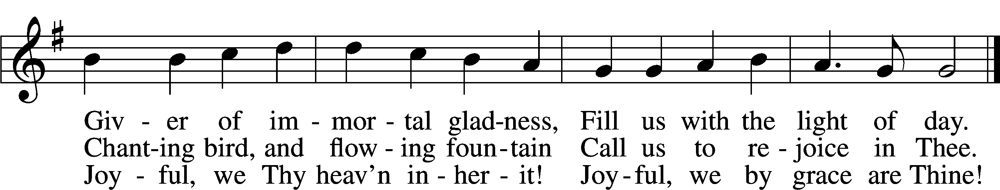 Giv - er of im - mor - tal glad-ness, Fill us with the light of day.
Chant-ing bird, and flow - ing foun-tain Call us to re - joice in Thee.
Joy - ful, we Thy heav’n in - her - it! Joy-ful, we by grace are Thine!